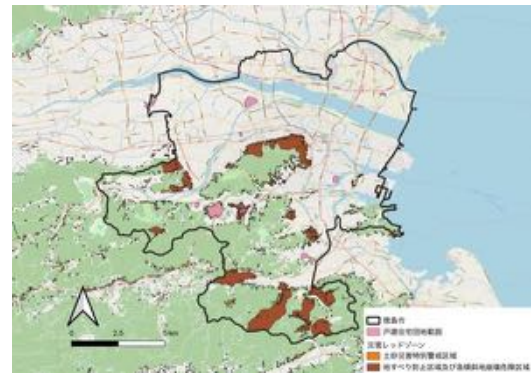 0 2.5 5 km
徳島市
戸建住宅団地範囲
災害レッドゾーン
土砂災害特別警戒区域
地すべり防止区域及び急傾斜地崩壊危険区域